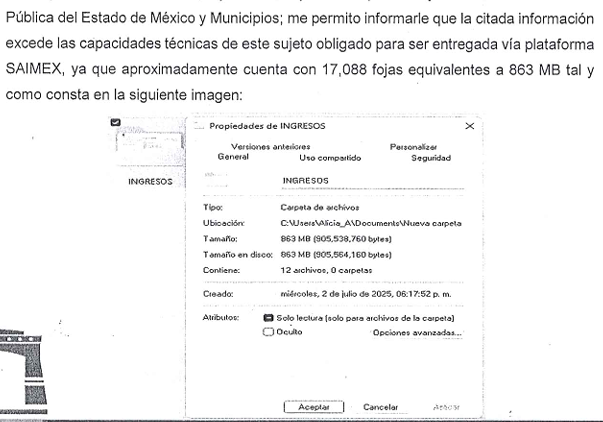 Pública del Estado de México y Municipios; me permito informarle que la citada información
excede las capacidades técnicas de este sujeto obligado para ser entregada vía plataforma
SAIMEX, ya que aproximadamente cuenta con 17,088 fojas equivalentes a 863 MB tal y
como consta en la siguiente imagen:
Propiedades de INGRESOS
Versiones anteriores Personalizar
General Uso compartido Seguridad
INGRESOS
INGRESOS
Tipo: Carpeta de archivos
Ubicación: C:\Users\Alicia_A\Documents\Nueva carpeta
Tamaño: 863 MB (905,538,760 bytes)
Tamaño en disco: 863 MB (905,564,160 bytes)
Contiene: 12 archivos, 0 carpetas
Creado: miércoles, 2 de julio de 2025, 06:17:52 p. m.
Atributos: Solo lectura (solo para archivos de la carpeta)
Oculto Opciones avanzadas...
Aceptar Cancelar Aplicar